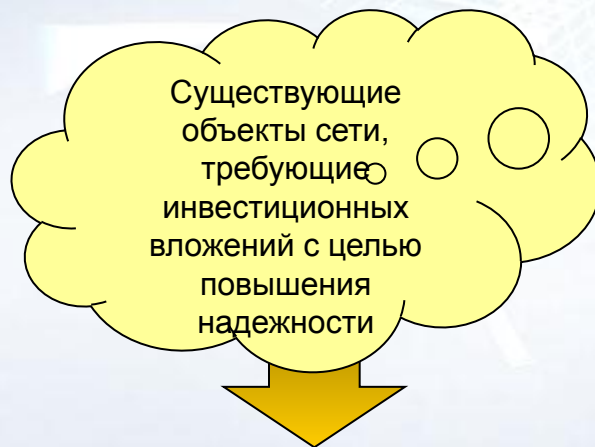 Существующие
объекты сети,
требующие
инвестиционных
вложений с целью
повышения
надежности